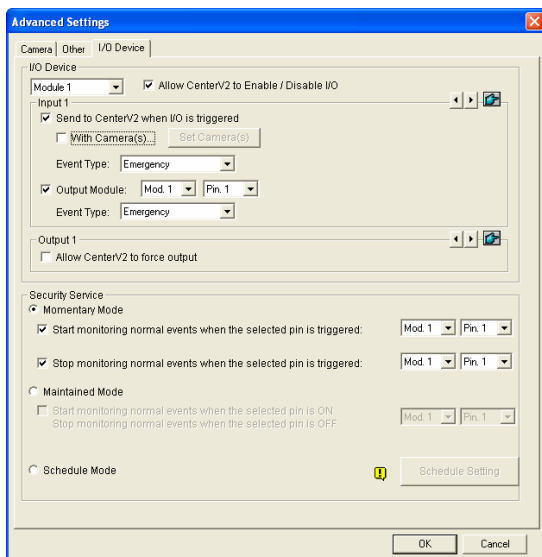 Advanced Settings
Camera Other I/O Device
I/O Device
Module 1 Allow CenterV2 to Enable / Disable I/O
Input 1
Send to CenterV2 when I/O is triggered
With Camera(s)... Set Camera(s)
Event Type: Emergency
Output Module: Mod. 1 Pin. 1
Event Type: Emergency
Output 1
Allow CenterV2 to force output
Security Service
Momentary Mode
Start monitoring normal events when the selected pin is triggered: Mod. 1 Pin. 1
Stop monitoring normal events when the selected pin is triggered: Mod. 1 Pin. 1
Maintained Mode
Start monitoring normal events when the selected pin is ON
Stop monitoring normal events when the selected pin is OFF
Mod. 1 Pin. 1
Schedule Mode ! Schedule Setting
OK Cancel